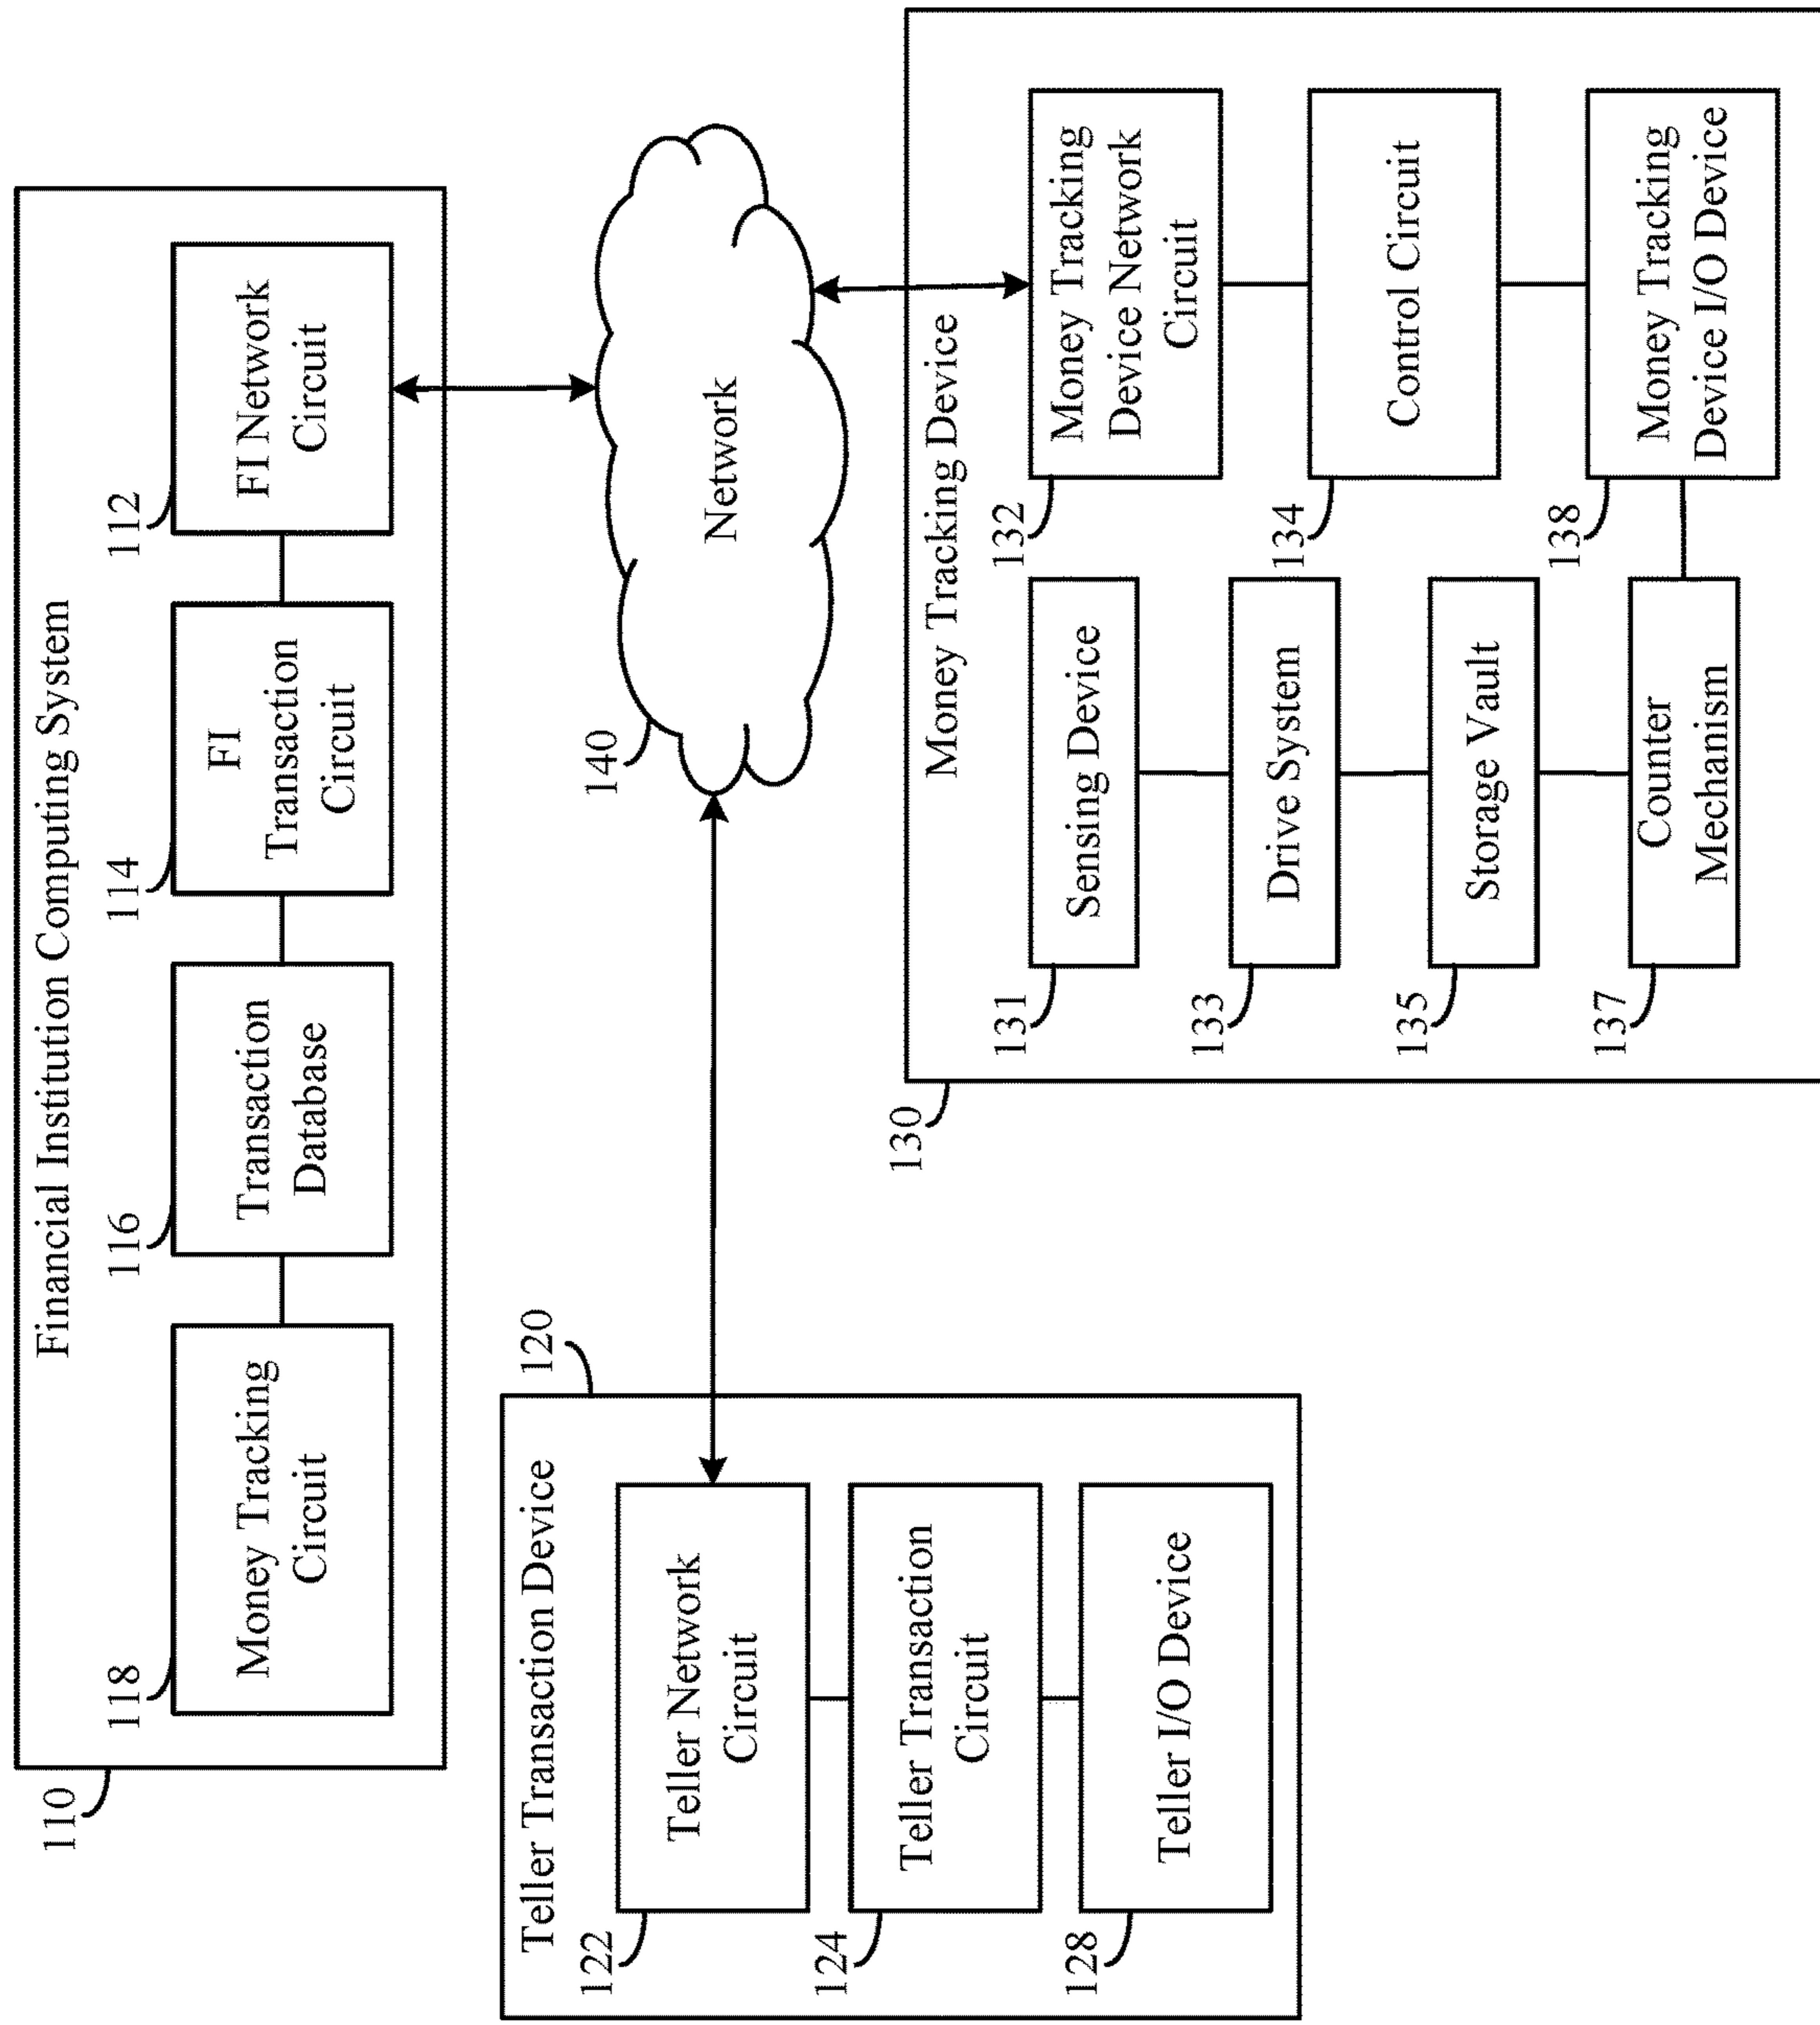 Financial Institution Computing System
110
118
Money Tracking
Circuit
116
Transaction
Database
114
FI
Transaction
Circuit
112
FI Network
Circuit
Teller Transaction Device
120
122
Teller Network
Circuit
124
Teller Transaction
Circuit
128
Teller I/O Device
140
Network
130
Money Tracking Device
131
Sensing Device
133
Drive System
135
Storage Vault
137
Counter
Mechanism
132
Money Tracking
Device Network
Circuit
134
Control Circuit
138
Money Tracking
Device I/O Device